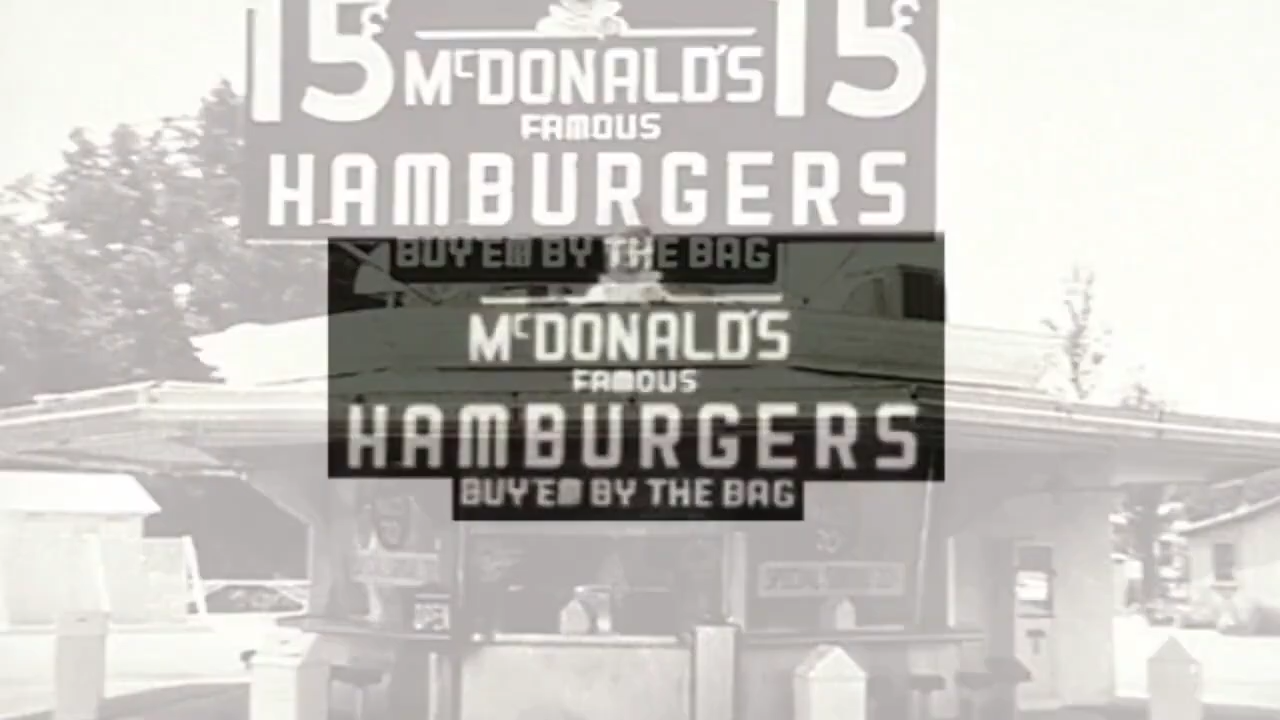 15¢ McDONALD'S 15¢
FAMOUS
HAMBURGERS
BUY'EM BY THE BAG
McDONALD'S
FAMOUS
HAMBURGERS
BUY'EM BY THE BAG